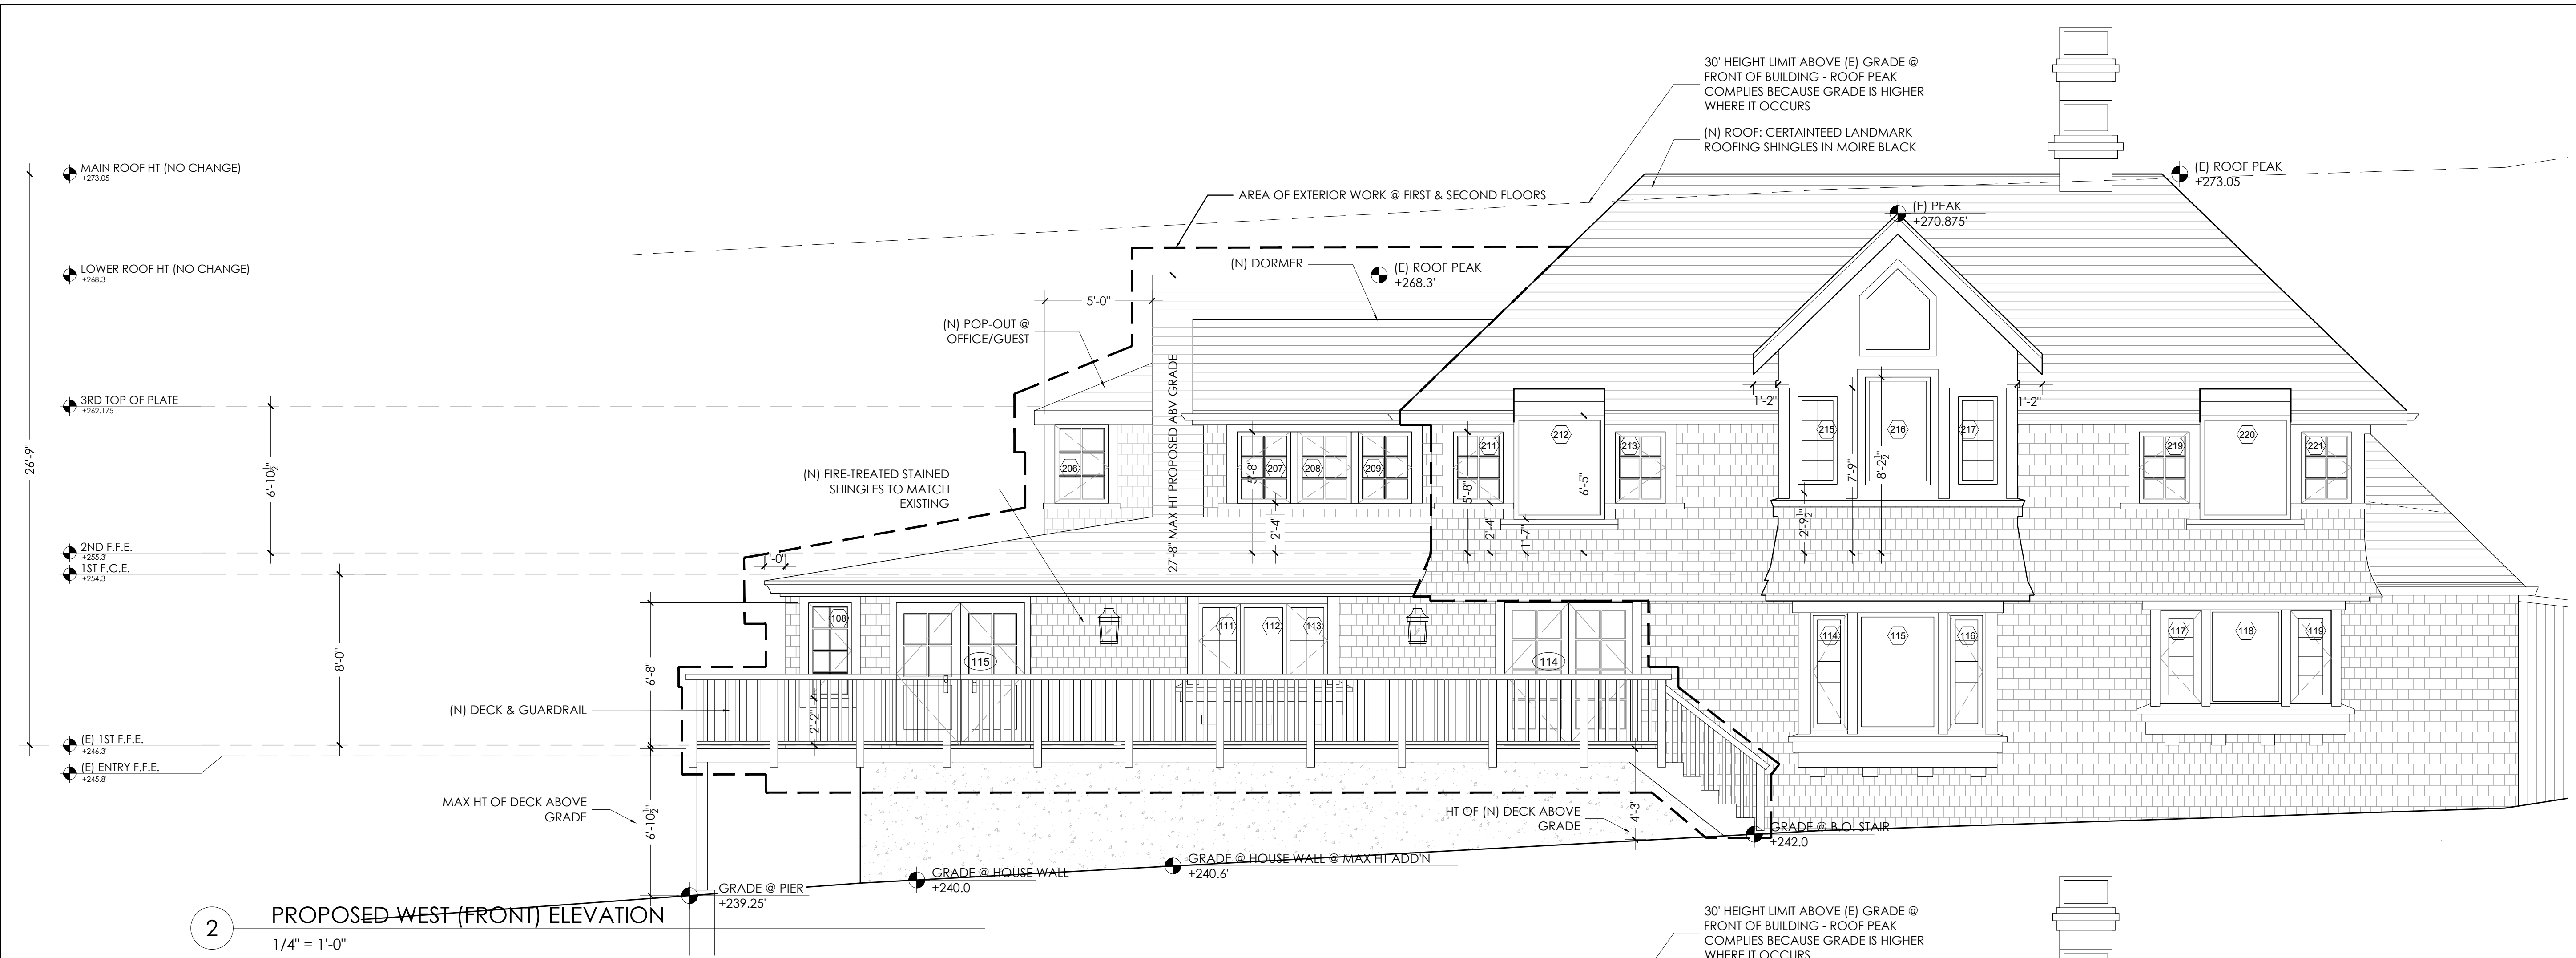 30' HEIGHT LIMIT ABOVE (E) GRADE @
FRONT OF BUILDING - ROOF PEAK
COMPLIES BECAUSE GRADE IS HIGHER
WHERE IT OCCURS
(N) ROOF: CERTAINTEED LANDMARK
ROOFING SHINGLES IN MOIRE BLACK
MAIN ROOF HT (NO CHANGE)
+273.05
(E) ROOF PEAK
+273.05
AREA OF EXTERIOR WORK @ FIRST & SECOND FLOORS
(E) PEAK
+270.875'
LOWER ROOF HT (NO CHANGE)
+268.3
(N) DORMER
(E) ROOF PEAK
+268.3'
5'-0"
(N) POP-OUT @
OFFICE/GUEST
27'-8" MAX HT PROPOSED ABV GRADE
3RD TOP OF PLATE
+262.175
1'-2"
1'-2"
26'-9"
6'-10½"
206
207
208
209
211
212
213
215
216
217
219
220
221
5'-8"
2'-4"
5'-8"
2'-4"
1'-7"
6'-5"
2'-9½"
7'-9"
8'-2½"
(N) FIRE-TREATED STAINED
SHINGLES TO MATCH
EXISTING
2ND F.F.E.
+255.3'
1ST F.C.E.
+254.3
1'-0"
8'-0"
6'-8"
108
115
111
112
113
114
114
115
116
117
118
119
2'-2"
(N) DECK & GUARDRAIL
(E) 1ST F.F.E.
+246.3'
(E) ENTRY F.F.E.
+245.8'
MAX HT OF DECK ABOVE
GRADE
6'-10½"
HT OF (N) DECK ABOVE
GRADE
4'-3"
GRADE @ B.O. STAIR
+242.0
GRADE @ HOUSE WALL @ MAX HT ADD'N
+240.6'
GRADE @ HOUSE WALL
+240.0
GRADE @ PIER
+239.25'
2
PROPOSED WEST (FRONT) ELEVATION
1/4" = 1'-0"
30' HEIGHT LIMIT ABOVE (E) GRADE @
FRONT OF BUILDING - ROOF PEAK
COMPLIES BECAUSE GRADE IS HIGHER
WHERE IT OCCURS